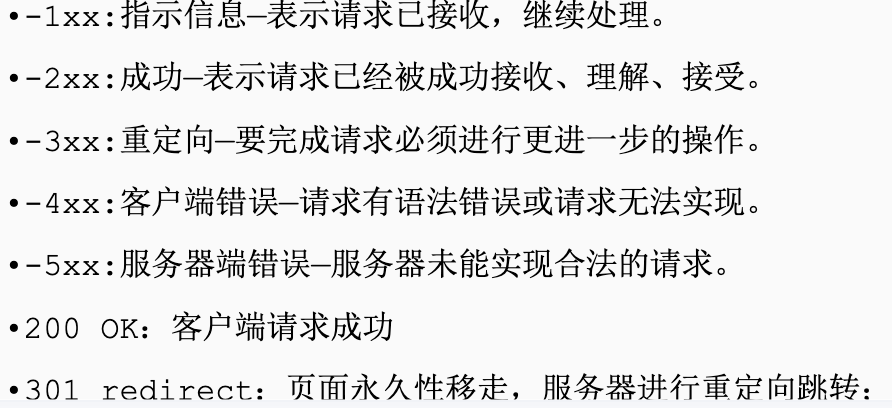 •-1xx:指示信息—表示请求已接收，继续处理。
•-2xx:成功—表示请求已经被成功接收、理解、接受。
•-3xx:重定向—要完成请求必须进行更进一步的操作。
•-4xx:客户端错误—请求有语法错误或请求无法实现。
•-5xx:服务器端错误—服务器未能实现合法的请求。
•200 OK：客户端请求成功
•301 redirect：页面永久性移走，服务器进行重定向跳转；